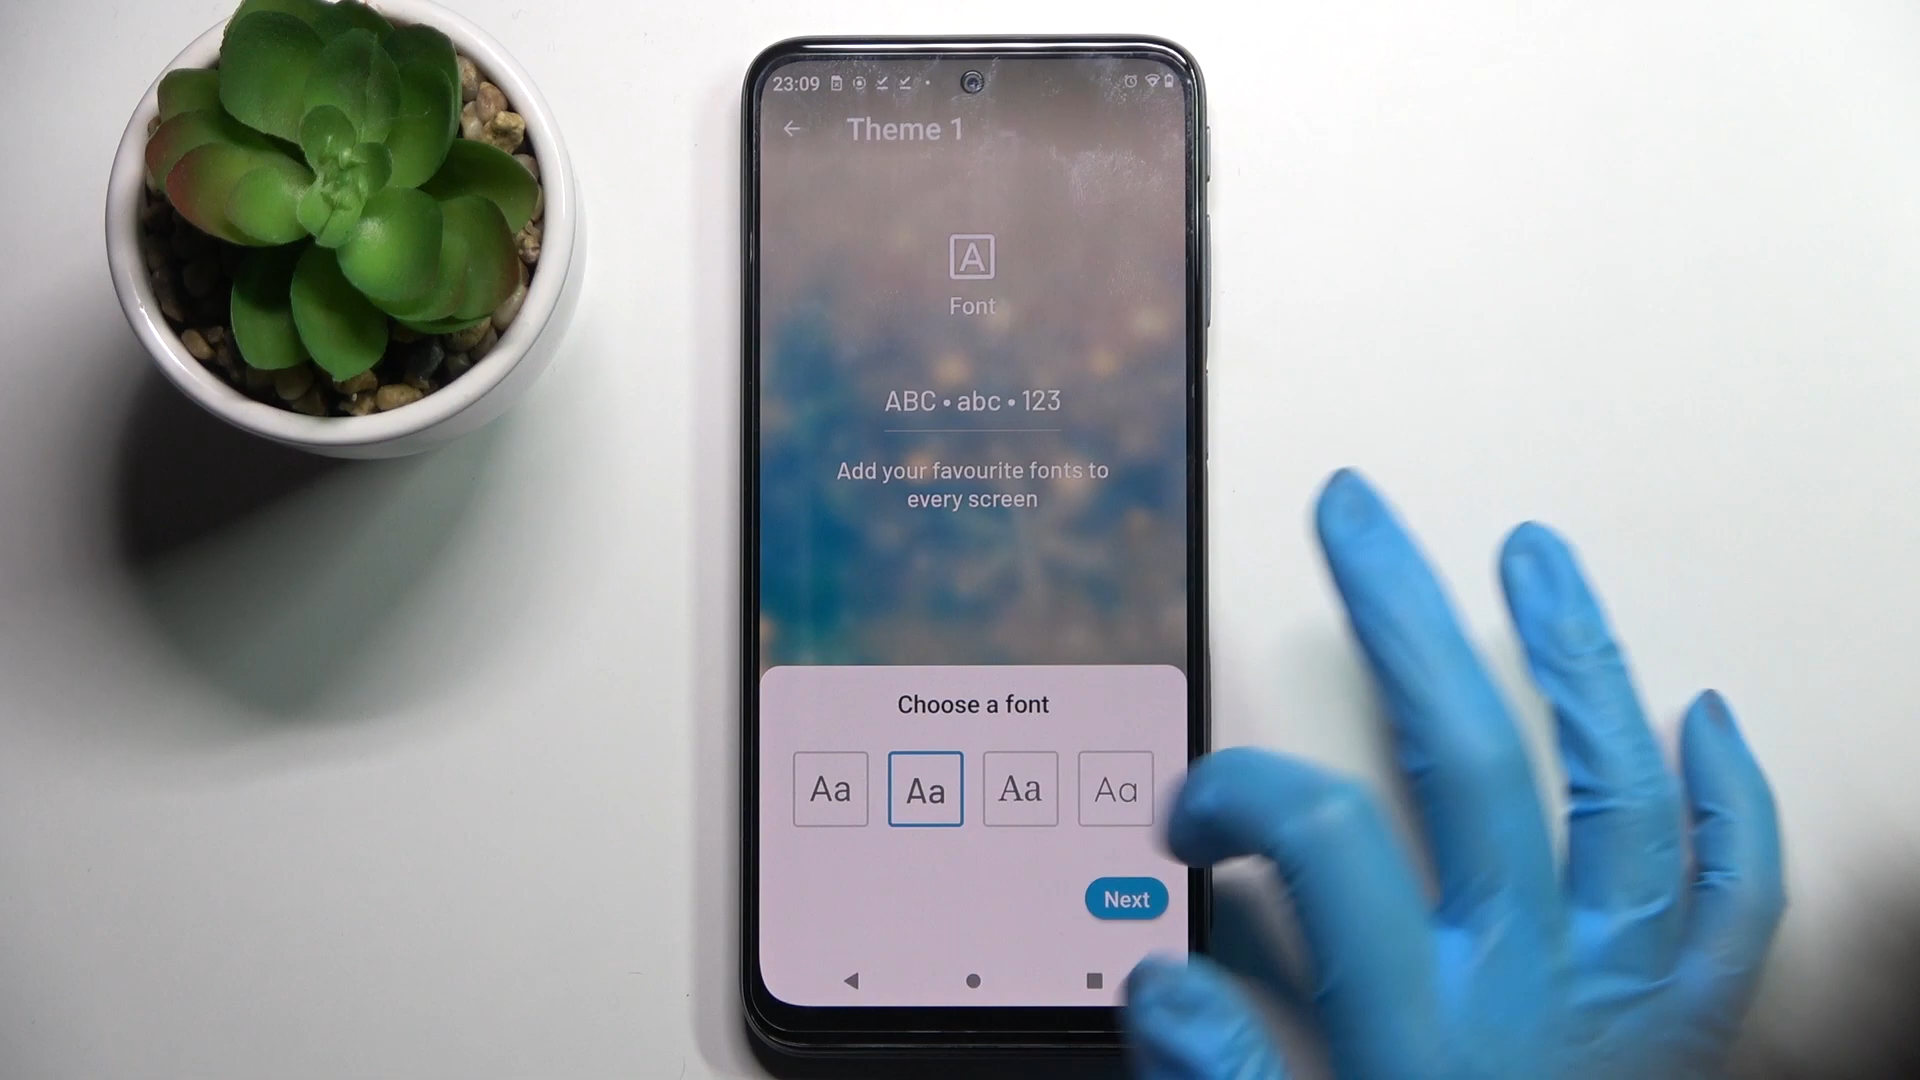 23:09
Theme 1
A
Font
ABC • abc • 123
Add your favourite fonts to
every screen
Choose a font
Aa Aa Aa Aa
Next